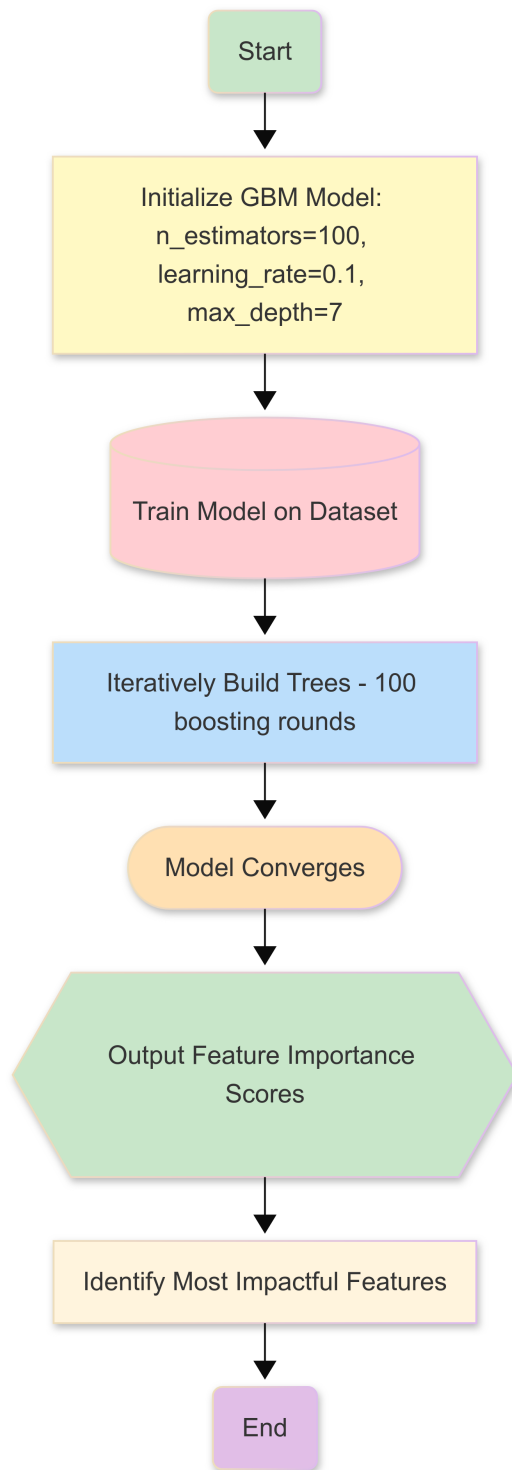 Start
Initialize GBM Model:
n_estimators=100,
learning_rate=0.1,
max_depth=7
Train Model on Dataset
Iteratively Build Trees - 100
boosting rounds
Model Converges
Output Feature Importance
Scores
Identify Most Impactful Features
End